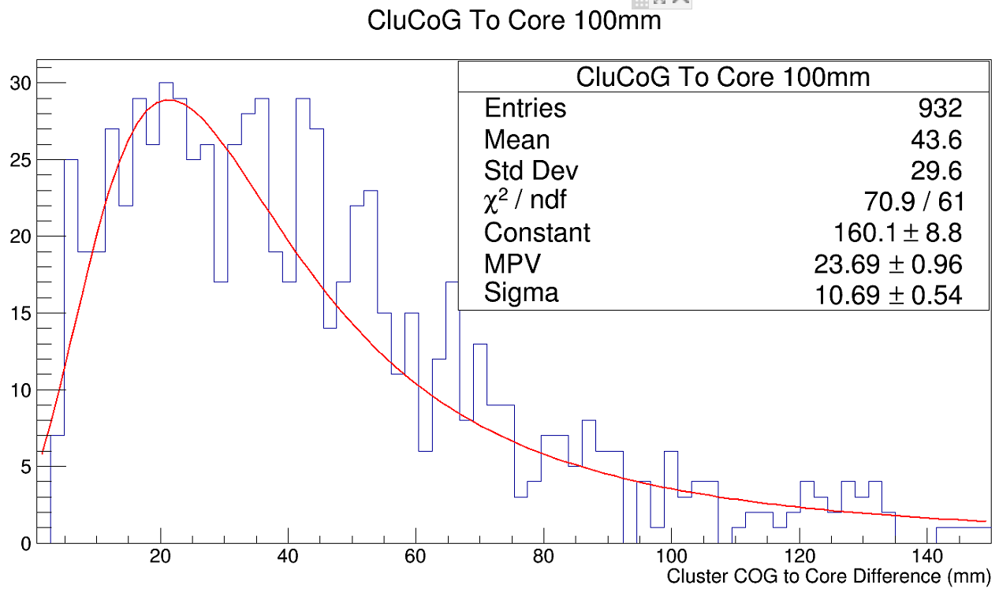 CluCoG To Core 100mm
CluCoG To Core 100mm
Entries 932
Mean 43.6
Std Dev 29.6
χ² / ndf 70.9 / 61
Constant 160.1 ± 8.8
MPV 23.69 ± 0.96
Sigma 10.69 ± 0.54
30
25
20
15
10
5
0
20 40 60 80 100 120 140
Cluster COG to Core Difference (mm)